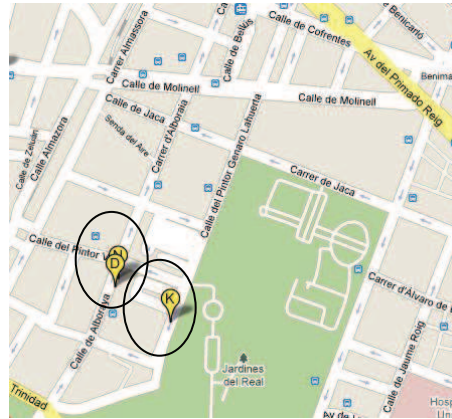 Calle de Benicarló
Calle de Cofrentes
Carrer Almassora
Av del Primado Reig
Calle de Molinell
Calle de Molinell
Calle de Jaca
Carrer d'Alboraia
Senda del Aire
Calle Almazora
Calle de Zeluán
Calle del Pintor Genaro Lahuerta
Carrer de Jaca
Calle del Pintor
D
K
Calle de Alboraya
Carrer d'Álvaro de
Calle de Jaume Roig
Jardines
del Real
Trinidad